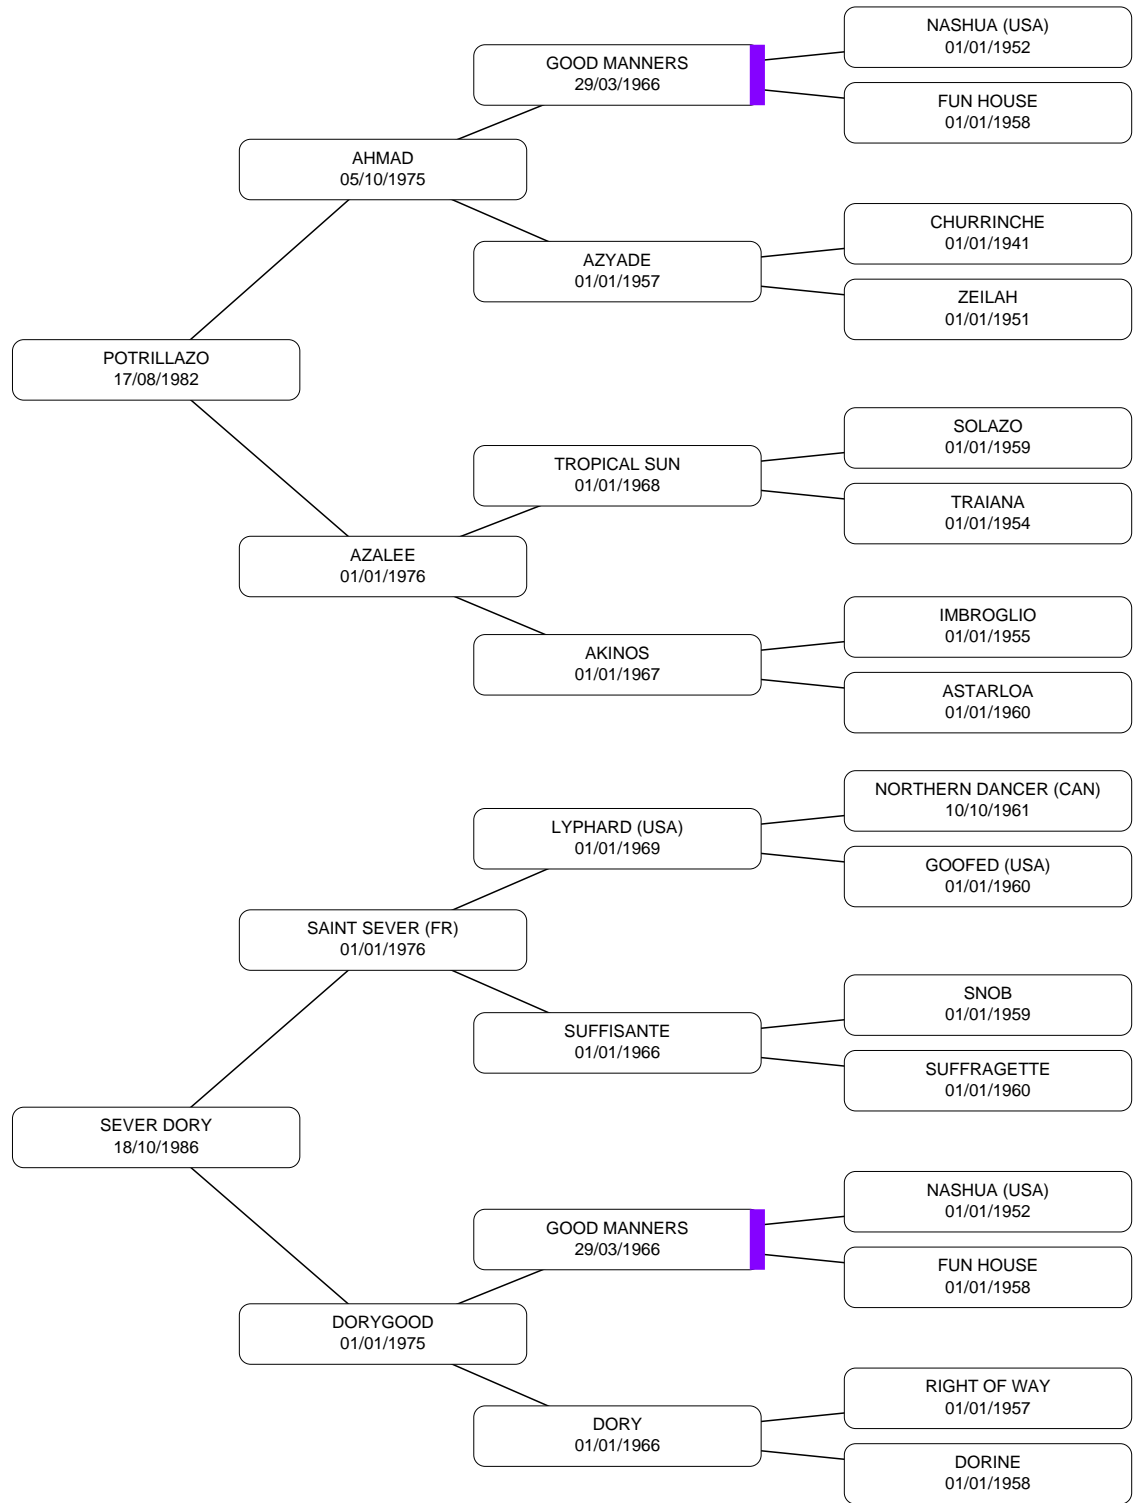 NASHUA (USA)
01/01/1952
GOOD MANNERS
29/03/1966
FUN HOUSE
01/01/1958
AHMAD
05/10/1975
CHURRINCHE
01/01/1941
AZYADE
01/01/1957
ZEILAH
01/01/1951
POTRILLAZO
17/08/1982
SOLAZO
01/01/1959
TROPICAL SUN
01/01/1968
TRAIANA
01/01/1954
AZALEE
01/01/1976
IMBROGLIO
01/01/1955
AKINOS
01/01/1967
ASTARLOA
01/01/1960
NORTHERN DANCER (CAN)
10/10/1961
LYPHARD (USA)
01/01/1969
GOOFED (USA)
01/01/1960
SAINT SEVER (FR)
01/01/1976
SNOB
01/01/1959
SUFFISANTE
01/01/1966
SUFFRAGETTE
01/01/1960
SEVER DORY
18/10/1986
NASHUA (USA)
01/01/1952
GOOD MANNERS
29/03/1966
FUN HOUSE
01/01/1958
DORYGOOD
01/01/1975
RIGHT OF WAY
01/01/1957
DORY
01/01/1966
DORINE
01/01/1958